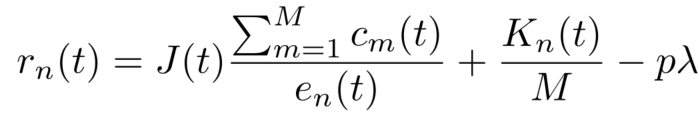 r_n(t) = J(t) \frac{\sum_{m=1}^{M} c_m(t)}{e_n(t)} + \frac{K_n(t)}{M} - p\lambda